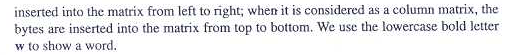 inserted into the matrix from left to right; when it is considered as a column matrix, the
bytes are inserted into the matrix from top to bottom. We use the lowercase bold letter
w to show a word.